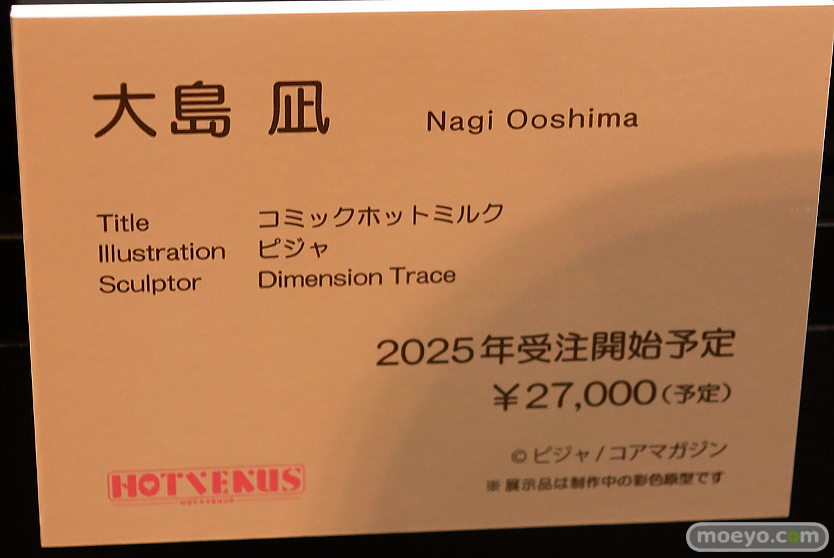 大島 凪 Nagi Ooshima
Title コミックホットミルク
Illustration ピジャ
Sculptor Dimension Trace
2025年受注開始予定
¥27,000(予定)
© ピジャ / コアマガジン
※ 展示品は制作中の彩色原型です
HOTVENUS
HOTVENUS
moeyo.com